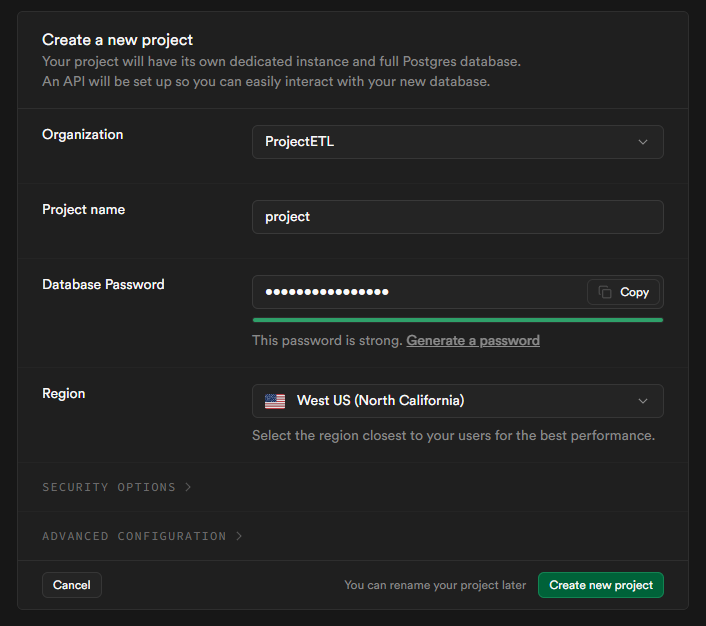 Create a new project
Your project will have its own dedicated instance and full Postgres database.
An API will be set up so you can easily interact with your new database.
Organization
ProjectETL
Project name
project
Database Password
••••••••••••••••
Copy
This password is strong. Generate a password
Region
West US (North California)
Select the region closest to your users for the best performance.
SECURITY OPTIONS >
ADVANCED CONFIGURATION >
Cancel
You can rename your project later
Create new project